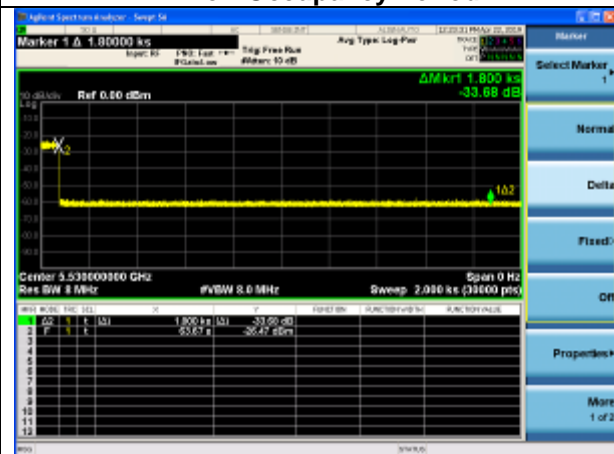 Agilent Spectrum Analyzer - Swept SA
Marker 1 Δ 1.80000 ks
Input: RF
PNO: Fast
IFGain:Low
Trig: Free Run
#Atten: 10 dB
Avg Type: Log-Pwr
ΔMkr1 1.800 ks
-33.68 dB
10 dB/div Ref 0.00 dBm
Log
2
1Δ2
Center 5.530000000 GHz
Span 0 Hz
Res BW 8 MHz
#VBW 8.0 MHz
Sweep 2.000 ks (30000 pts)
X Y FUNCTION FUNCTION WIDTH FUNCTION VALUE
1 Δ2 1 t (Δ) 1.800 ks (Δ) -33.68 dB
2 F 1 t 63.67 s -26.47 dBm
3
4
5
6
7
8
9
10
11
12
MSG
STATUS
Marker
Select Marker
1
Normal
Delta
Fixed
Off
Properties
More
1 of 2